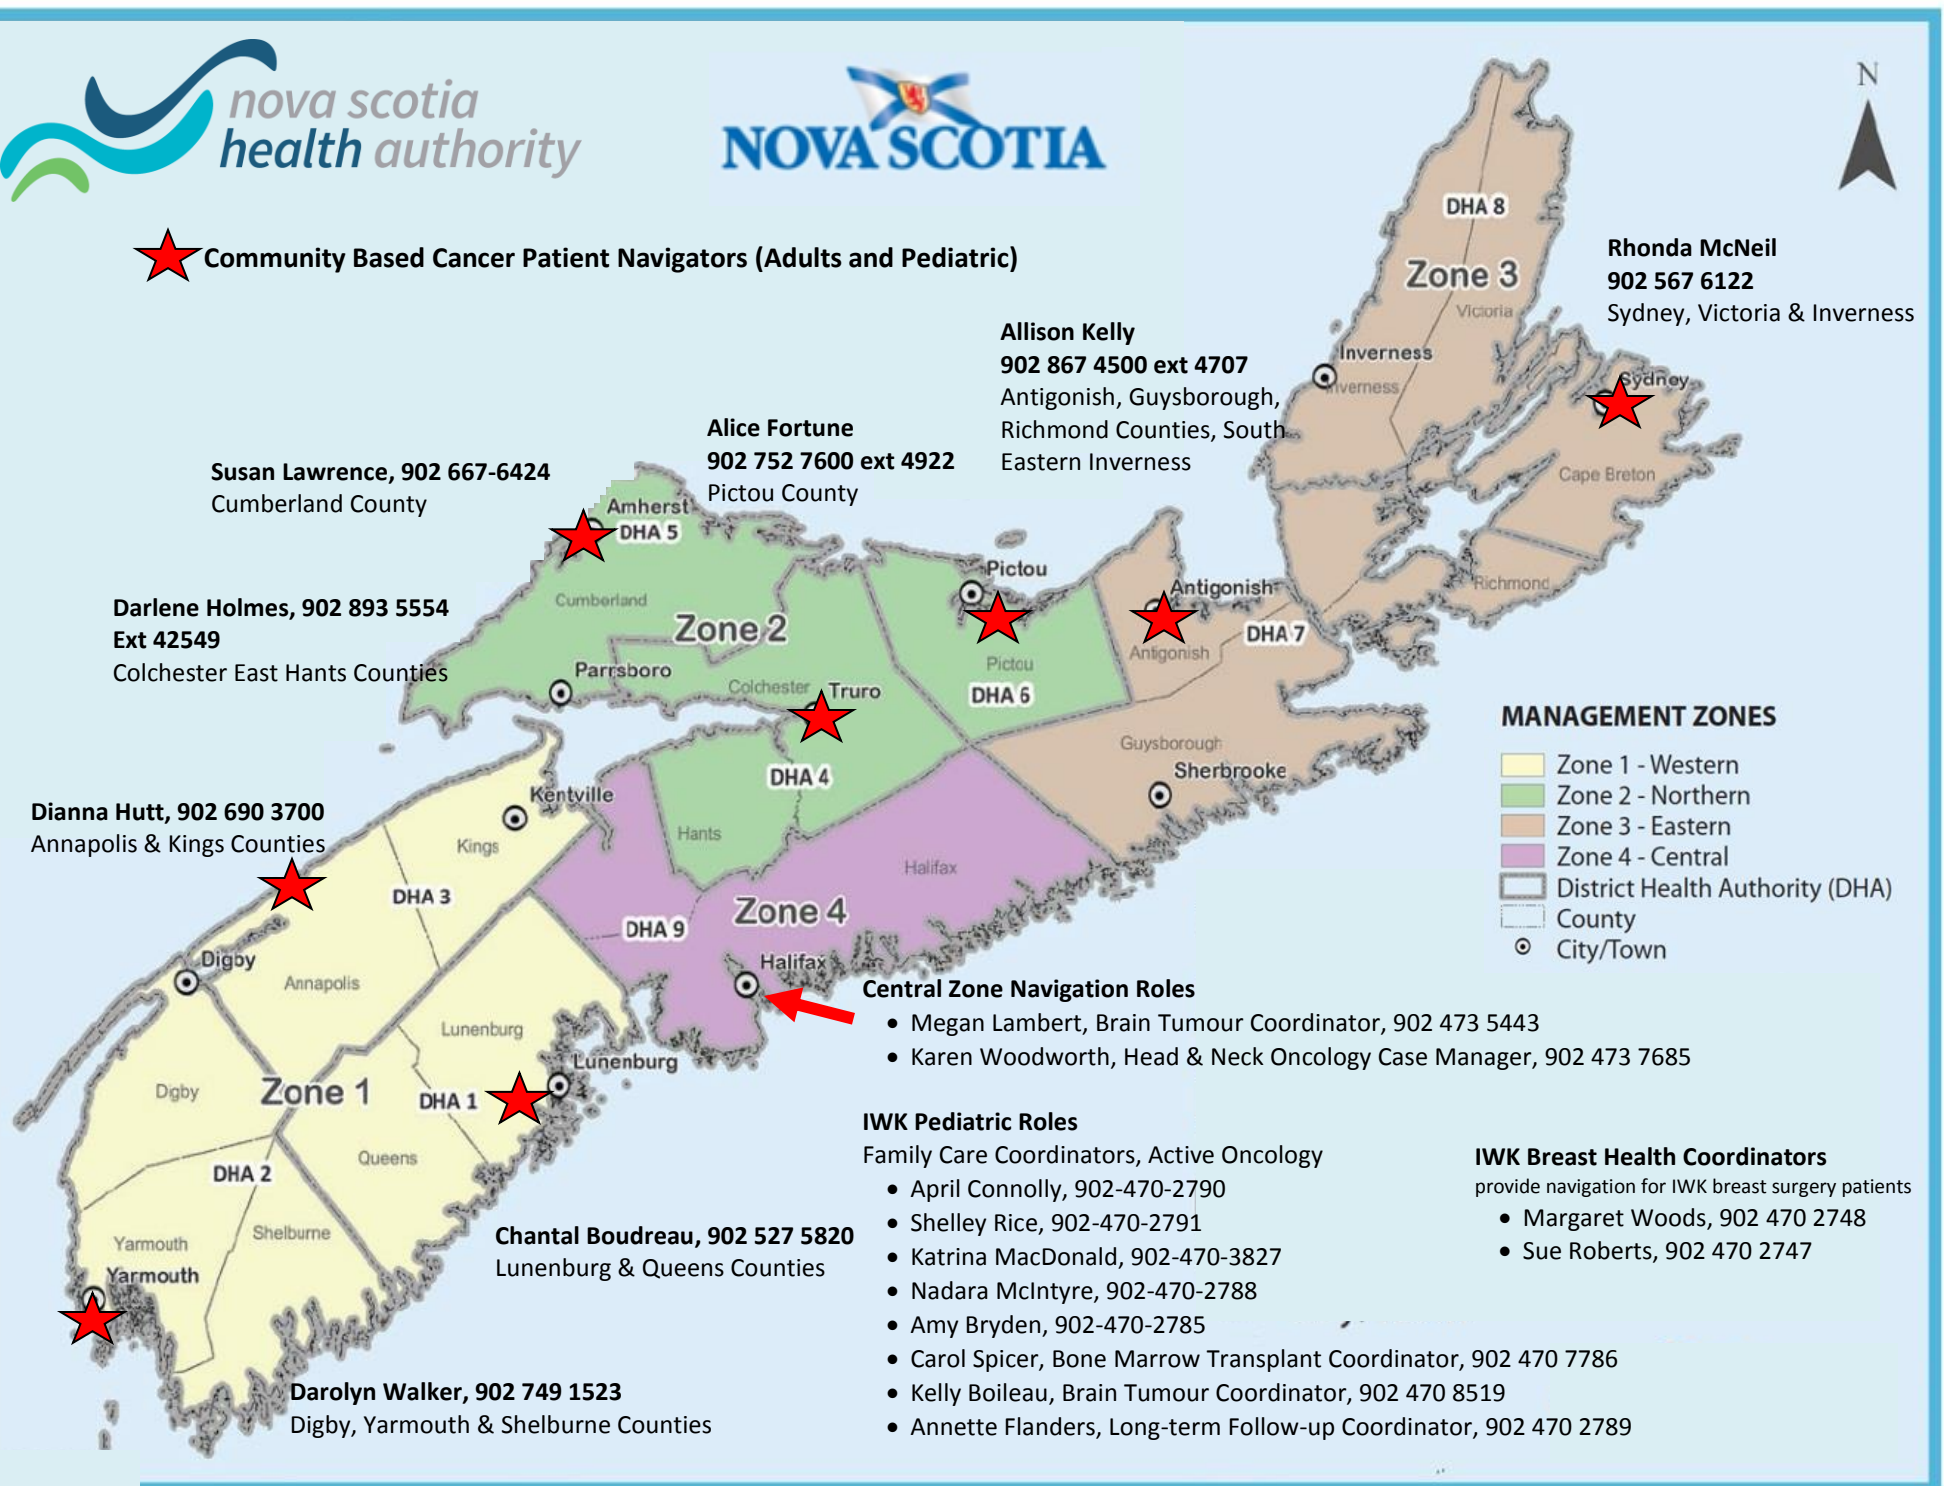 nova scotia
health authority
NOVA SCOTIA
N
Community Based Cancer Patient Navigators (Adults and Pediatric)
DHA 8
Zone 3
Victoria
Rhonda McNeil
902 567 6122
Sydney, Victoria & Inverness
Allison Kelly
902 867 4500 ext 4707
Antigonish, Guysborough,
Richmond Counties, South
Eastern Inverness
Inverness
Inverness
Sydney
Cape Breton
Richmond
Alice Fortune
902 752 7600 ext 4922
Pictou County
Susan Lawrence, 902 667-6424
Cumberland County
Amherst
DHA 5
Cumberland
Zone 2
Pictou
Antigonish
DHA 7
Antigonish
Pictou
DHA 6
Darlene Holmes, 902 893 5554
Ext 42549
Colchester East Hants Counties
Parrsboro
Colchester
Truro
DHA 4
Hants
Guysborough
Sherbrooke
MANAGEMENT ZONES
Zone 1 - Western
Zone 2 - Northern
Zone 3 - Eastern
Zone 4 - Central
District Health Authority (DHA)
County
City/Town
Dianna Hutt, 902 690 3700
Annapolis & Kings Counties
Kentville
Kings
DHA 3
Halifax
Zone 4
DHA 9
Halifax
Digby
Annapolis
Lunenburg
Lunenburg
Digby
Zone 1
DHA 1
Queens
DHA 2
Yarmouth
Shelburne
Yarmouth
Central Zone Navigation Roles
• Megan Lambert, Brain Tumour Coordinator, 902 473 5443
• Karen Woodworth, Head & Neck Oncology Case Manager, 902 473 7685
IWK Pediatric Roles
Family Care Coordinators, Active Oncology
• April Connolly, 902-470-2790
• Shelley Rice, 902-470-2791
• Katrina MacDonald, 902-470-3827
• Nadara McIntyre, 902-470-2788
• Amy Bryden, 902-470-2785
• Carol Spicer, Bone Marrow Transplant Coordinator, 902 470 7786
• Kelly Boileau, Brain Tumour Coordinator, 902 470 8519
• Annette Flanders, Long-term Follow-up Coordinator, 902 470 2789
IWK Breast Health Coordinators
provide navigation for IWK breast surgery patients
• Margaret Woods, 902 470 2748
• Sue Roberts, 902 470 2747
Chantal Boudreau, 902 527 5820
Lunenburg & Queens Counties
Darolyn Walker, 902 749 1523
Digby, Yarmouth & Shelburne Counties